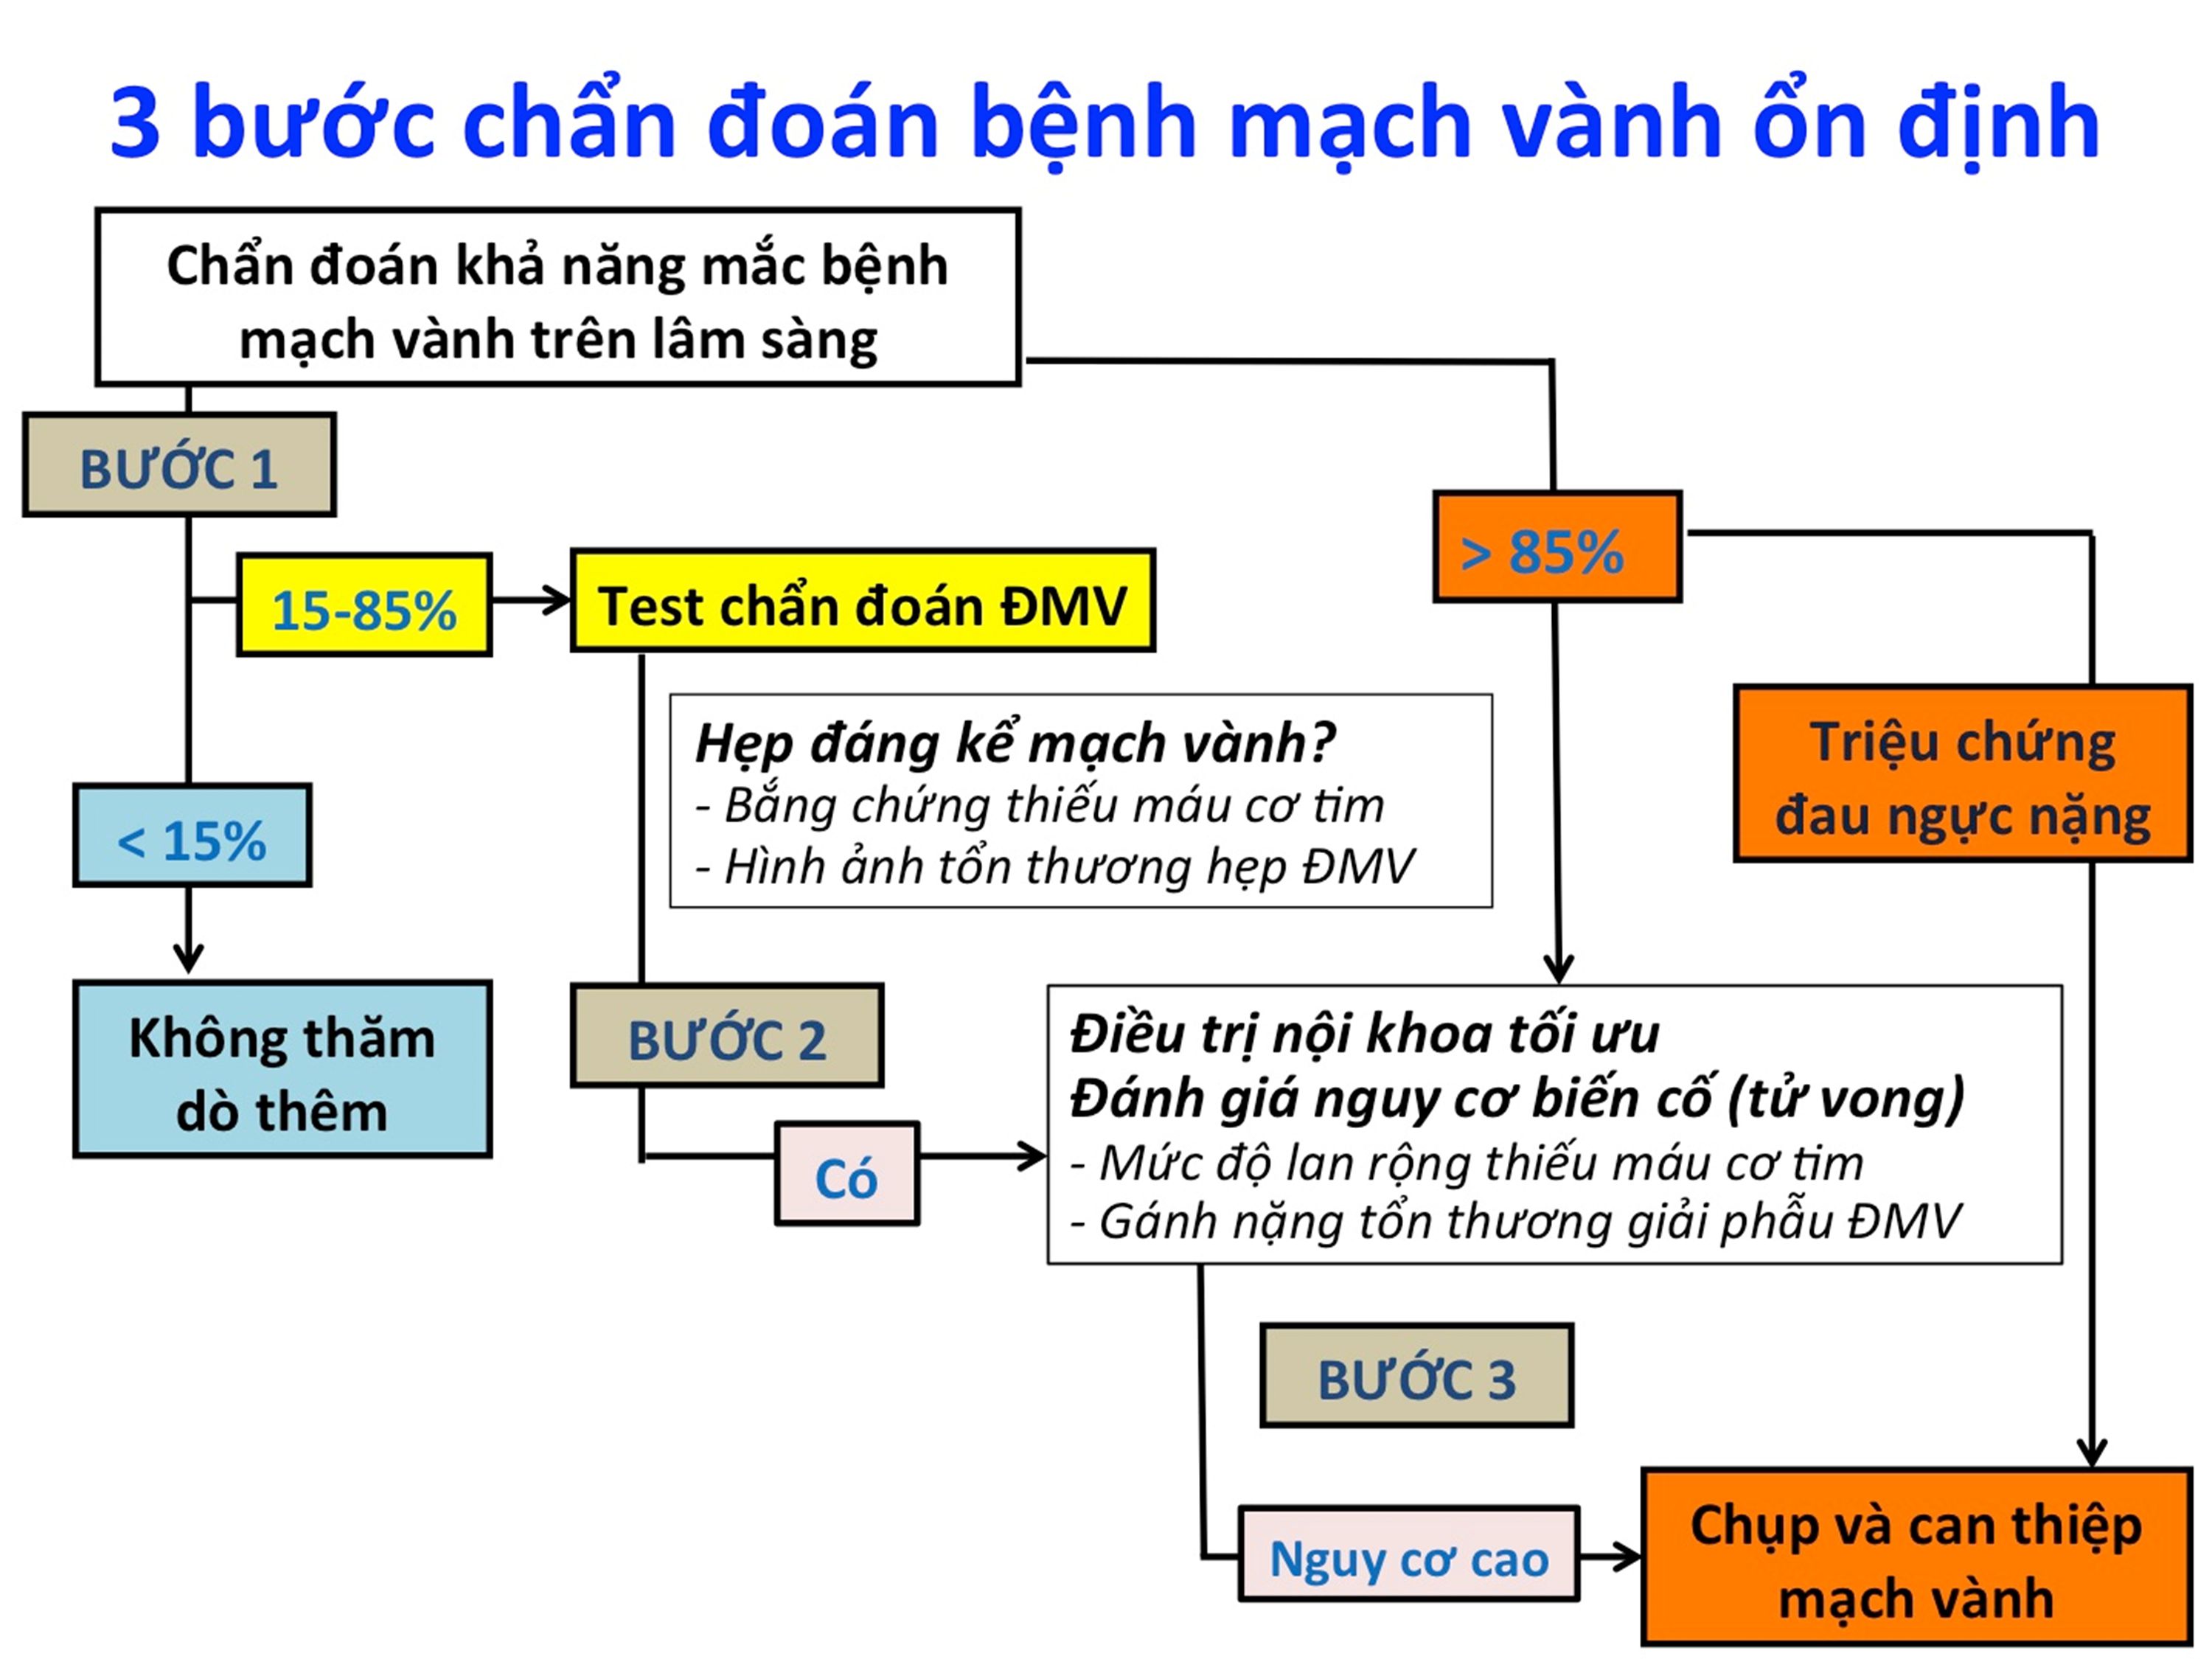 3 bước chẩn đoán bệnh mạch vành ổn định
Chẩn đoán khả năng mắc bệnh
mạch vành trên lâm sàng
BƯỚC 1
15-85%
Test chẩn đoán ĐMV
> 85%
Hẹp đáng kể mạch vành?
- Bằng chứng thiếu máu cơ tim
- Hình ảnh tổn thương hẹp ĐMV
Triệu chứng
đau ngực nặng
< 15%
Không thăm
dò thêm
BƯỚC 2
Có
Điều trị nội khoa tối ưu
Đánh giá nguy cơ biến cố (tử vong)
- Mức độ lan rộng thiếu máu cơ tim
- Gánh nặng tổn thương giải phẫu ĐMV
BƯỚC 3
Nguy cơ cao
Chụp và can thiệp
mạch vành